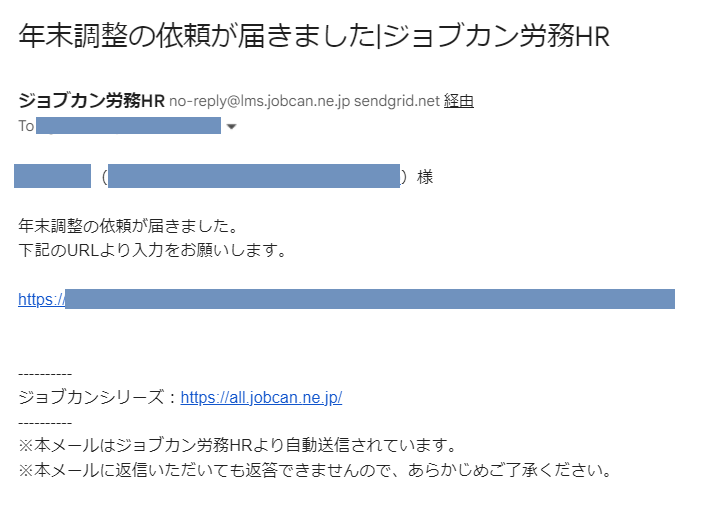 年末調整の依頼が届きました|ジョブカン労務HR
ジョブカン労務HR no-reply@lms.jobcan.ne.jp sendgrid.net 経由
To
（ ）様
年末調整の依頼が届きました。
下記のURLより入力をお願いします。
https://
----------
ジョブカンシリーズ：https://all.jobcan.ne.jp/
----------
※本メールはジョブカン労務HRより自動送信されています。
※本メールに返信いただいても返答できませんので、あらかじめご了承ください。